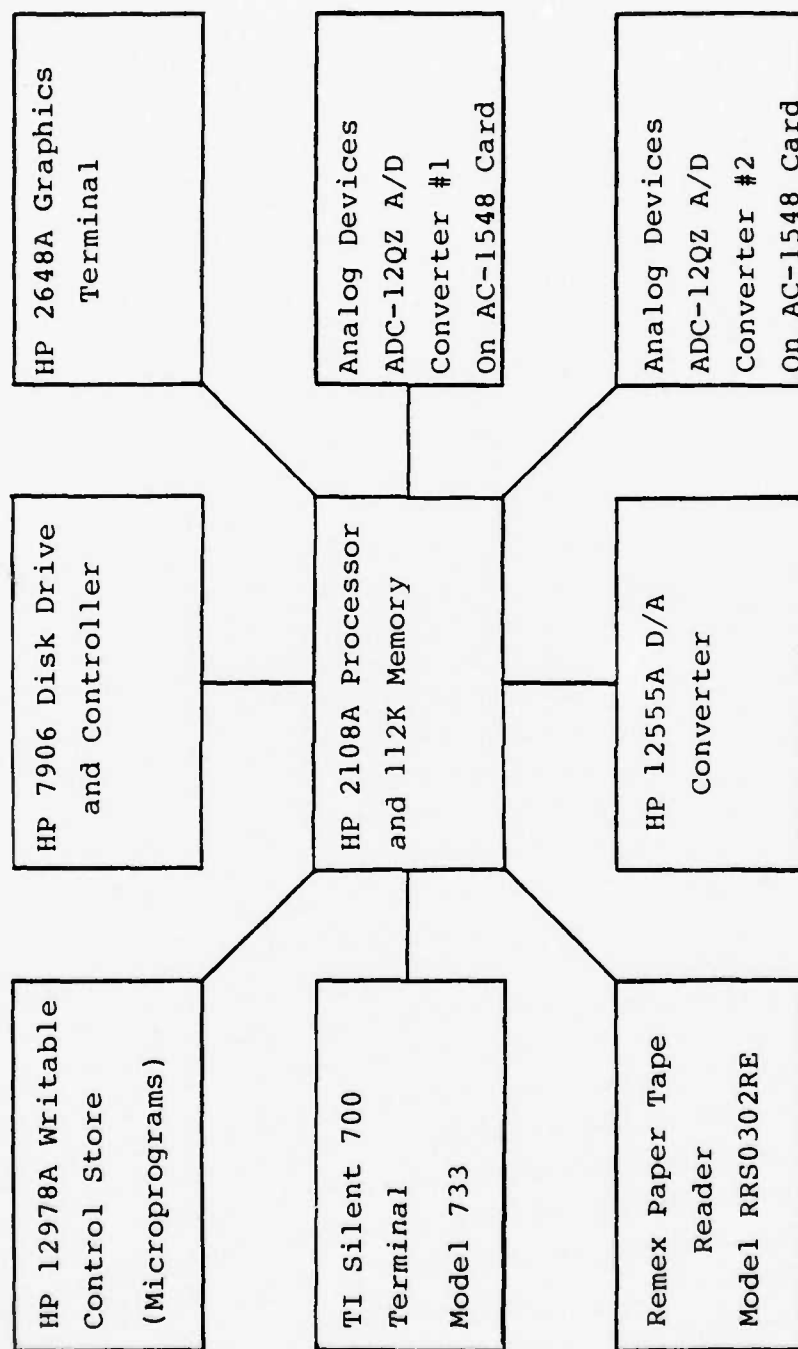 HP 12978A Writable
Control Store
(Microprograms)
HP 7906 Disk Drive
and Controller
HP 2648A Graphics
Terminal
TI Silent 700
Terminal
Model 733
HP 2108A Processor
and 112K Memory
Analog Devices
ADC-12QZ A/D
Converter #1
On AC-1548 Card
Remex Paper Tape
Reader
Model RRS0302RE
HP 12555A D/A
Converter
Analog Devices
ADC-12QZ A/D
Converter #2
On AC-1548 Card